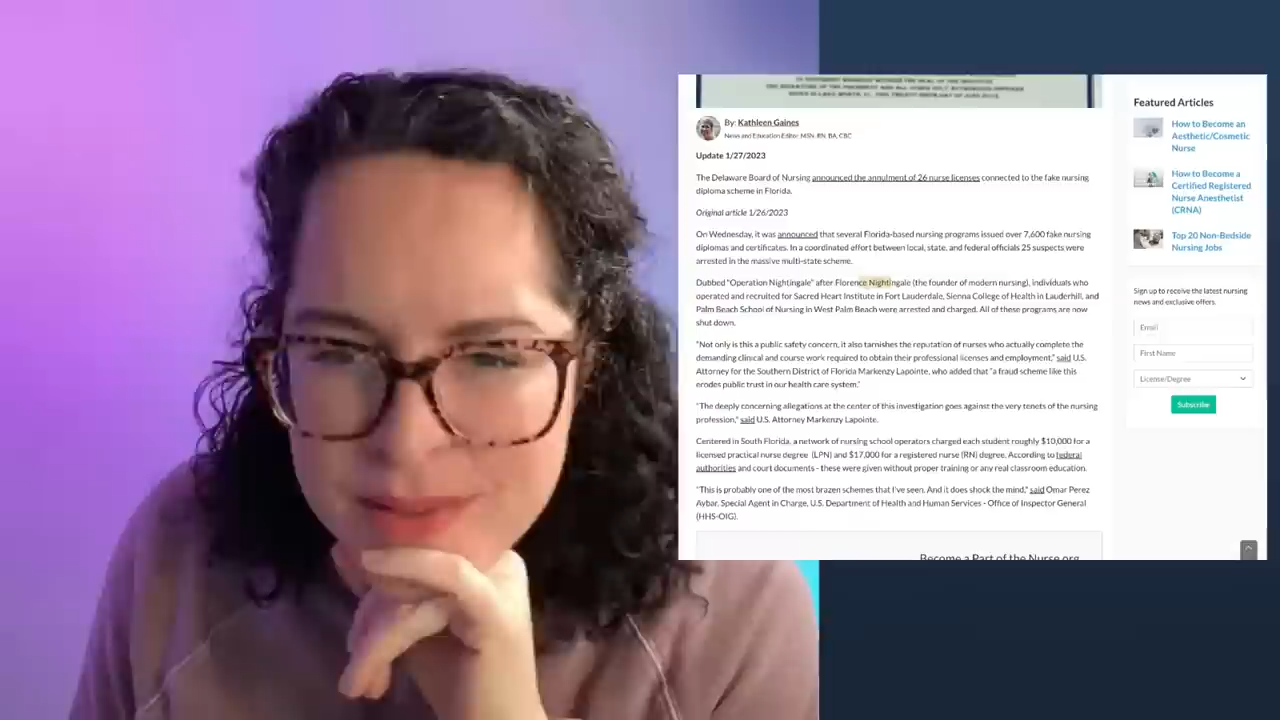 By: Kathleen Gaines
News and Education Editor, MSN, RN, BA, CBC
Update 1/27/2023
The Delaware Board of Nursing announced the annulment of 26 nurse licenses connected to the fake nursing
diploma scheme in Florida.
Original article 1/26/2023
On Wednesday, it was announced that several Florida-based nursing programs issued over 7,600 fake nursing
diplomas and certificates. In a coordinated effort between local, state, and federal officials 25 suspects were
arrested in the massive multi-state scheme.
Dubbed "Operation Nightingale" after Florence Nightingale (the founder of modern nursing), individuals who
operated and recruited for Sacred Heart Institute in Fort Lauderdale, Sienna College of Health in Lauderhill, and
Palm Beach School of Nursing in West Palm Beach were arrested and charged. All of these programs are now
shut down.
"Not only is this a public safety concern, it also tarnishes the reputation of nurses who actually complete the
demanding clinical and course work required to obtain their professional licenses and employment," said U.S.
Attorney for the Southern District of Florida Markenzy Lapointe, who added that "a fraud scheme like this
erodes public trust in our health care system."
"The deeply concerning allegations at the center of this investigation goes against the very tenets of the nursing
profession," said U.S. Attorney Markenzy Lapointe.
Centered in South Florida, a network of nursing school operators charged each student roughly $10,000 for a
licensed practical nurse degree (LPN) and $17,000 for a registered nurse (RN) degree. According to federal
authorities and court documents - these were given without proper training or any real classroom education.
"This is probably one of the most brazen schemes that I've seen. And it does shock the mind," said Omar Perez
Aybar, Special Agent in Charge, U.S. Department of Health and Human Services - Office of Inspector General
(HHS-OIG).
Become a Part of the Nurse.org
Featured Articles
How to Become an
Aesthetic/Cosmetic
Nurse
How to Become a
Certified Registered
Nurse Anesthetist
(CRNA)
Top 20 Non-Bedside
Nursing Jobs
Sign up to receive the latest nursing
news and exclusive offers.
Email
First Name
License/Degree
Subscribe